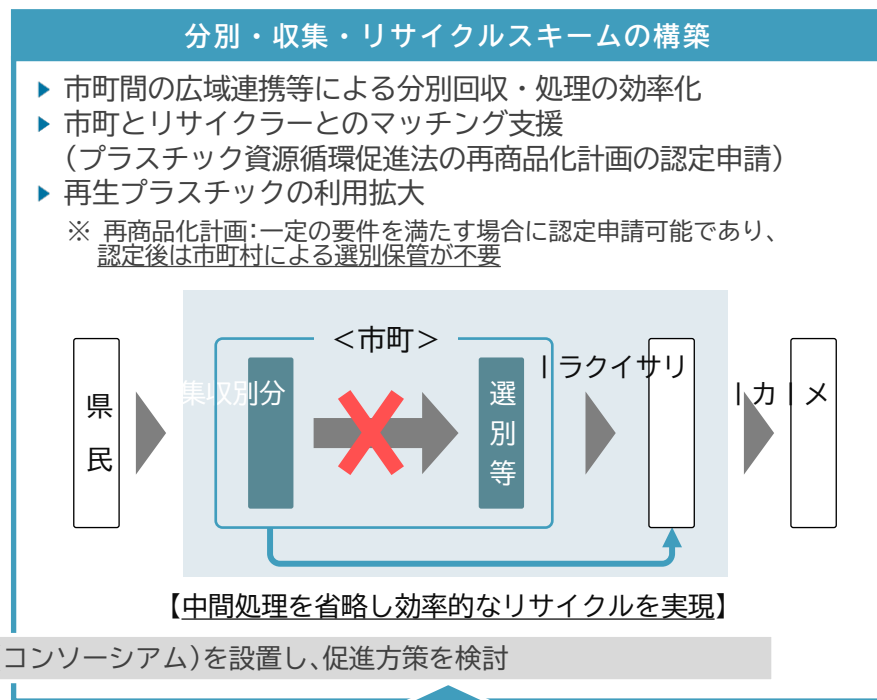 分別・収集・リサイクルスキームの構築
▶ 市町間の広域連携等による分別回収・処理の効率化
▶ 市町とリサイクラーとのマッチング支援
（プラスチック資源循環促進法の再商品化計画の認定申請）
▶ 再生プラスチックの利用拡大
※ 再商品化計画：一定の要件を満たす場合に認定申請可能であり、
認定後は市町村による選別保管が不要
＜市町＞
県民
分別収集
選別等
リサイクラー
メーカー
【中間処理を省略し効率的なリサイクルを実現】
コンソーシアム）を設置し、促進方策を検討